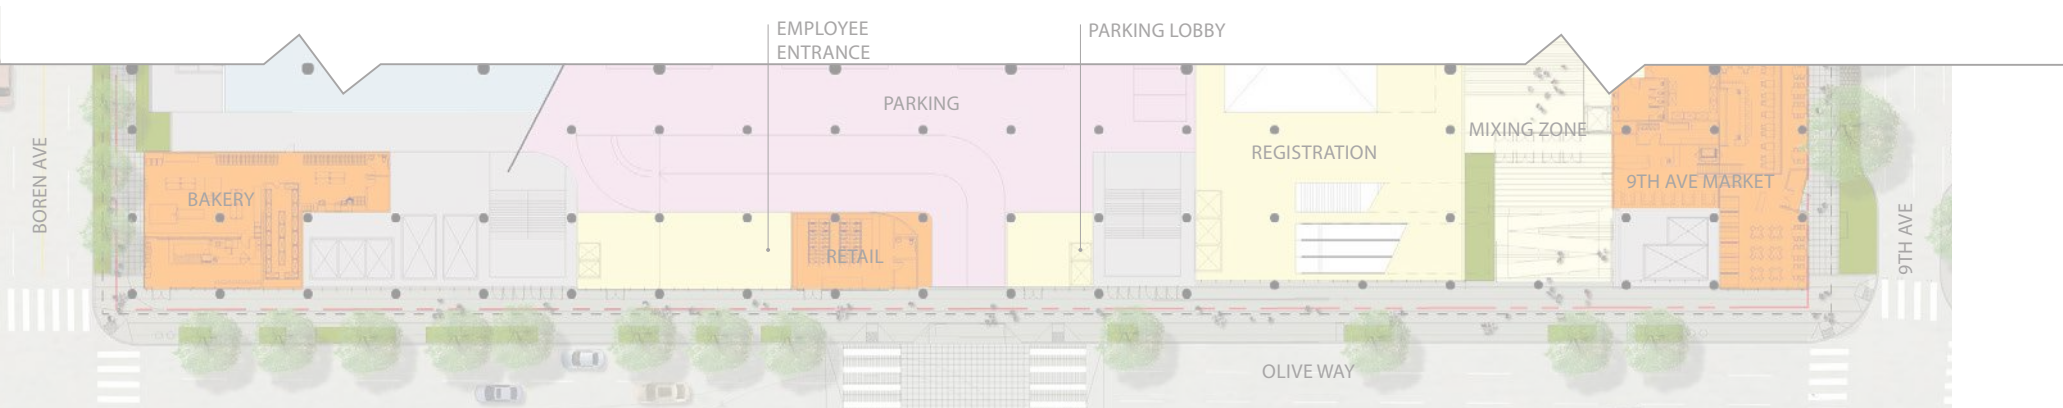 EMPLOYEE
ENTRANCE
PARKING LOBBY
PARKING
MIXING ZONE
REGISTRATION
BOREN AVE
BAKERY
9TH AVE MARKET
9TH AVE
RETAIL
OLIVE WAY